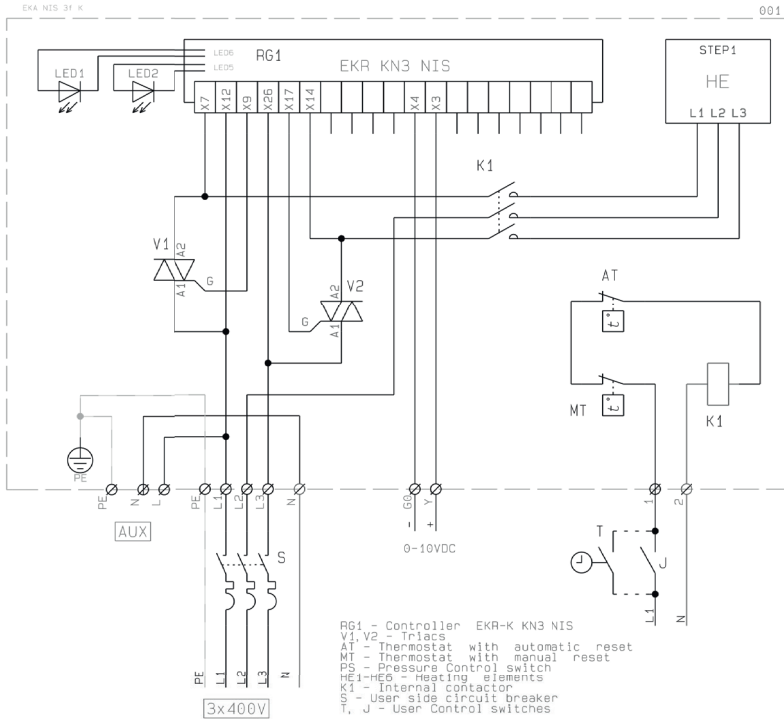 EKA NIS 3f K
001
LED1
LED2
LED6
LED5
RG1
EKR KN3 NIS
STEP1
HE
L1 L2 L3
X7 X12 X9 X26 X17 X14 X4 X3
K1
V1
A2
A1
G
V2
A2
A1
G
AT
t°
MT
t°
K1
PE
PE N L PE L1 L2 L3 N G0 Y 1 2
AUX
- +
0-10VDC
S
T
J
L1 N
PE L1 L2 L3 N
3x400V
RG1 - Controller EKR-K KN3 NIS
V1,V2 - Triacs
AT - Thermostat with automatic reset
MT - Thermostat with manual reset
PS - Pressure Control switch
HE1-HE6 - Heating elements
K1 - Internal contactor
S - User side circuit breaker
T, J - User Control switches